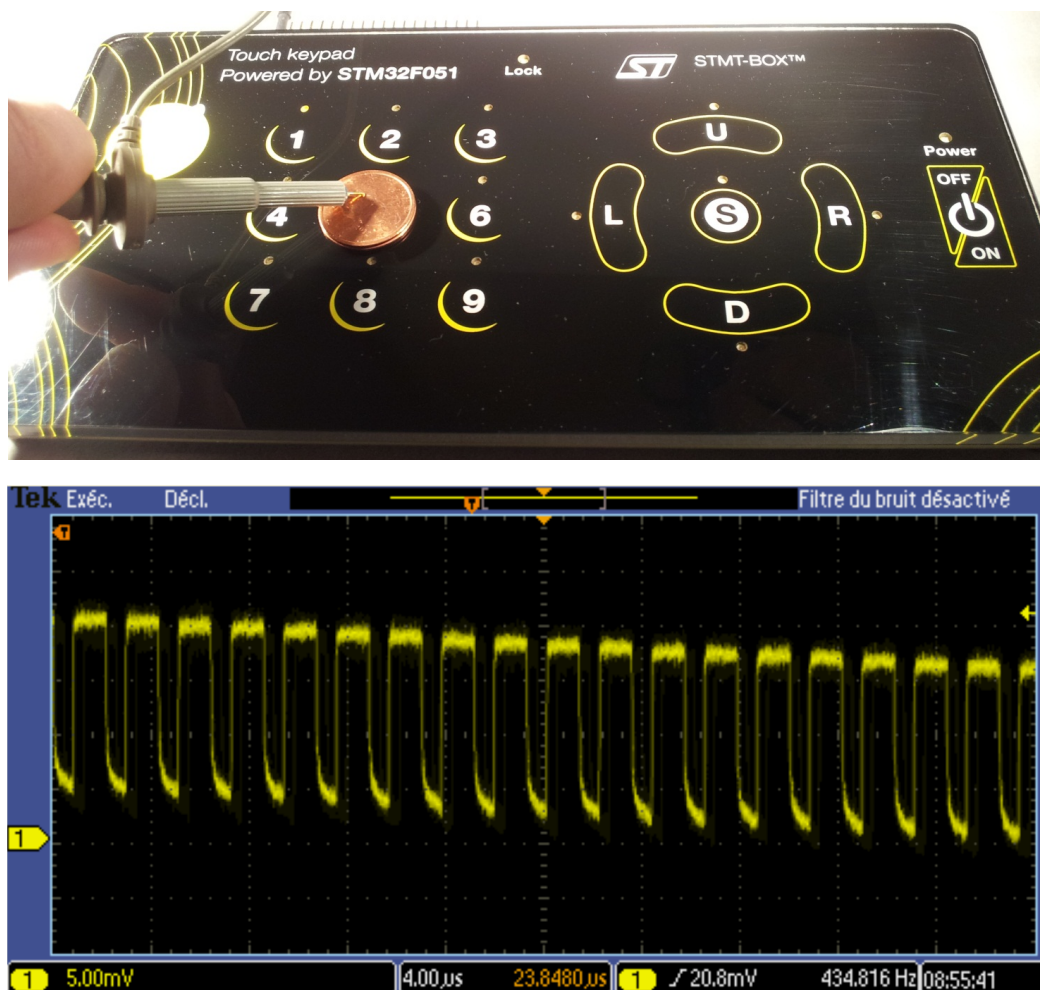 Touch keypad
Powered by STM32F051
Lock
ST STMT-BOX™
1 2 3
U
Power
OFF
4 6
L S R
ON
7 8 9
D
Tek Exéc. Décl. Filtre du bruit désactivé
T
T
1
1 5.00mV 4.00µs 23.8480µs 1 20.8mV 434.816 Hz 08:55:41